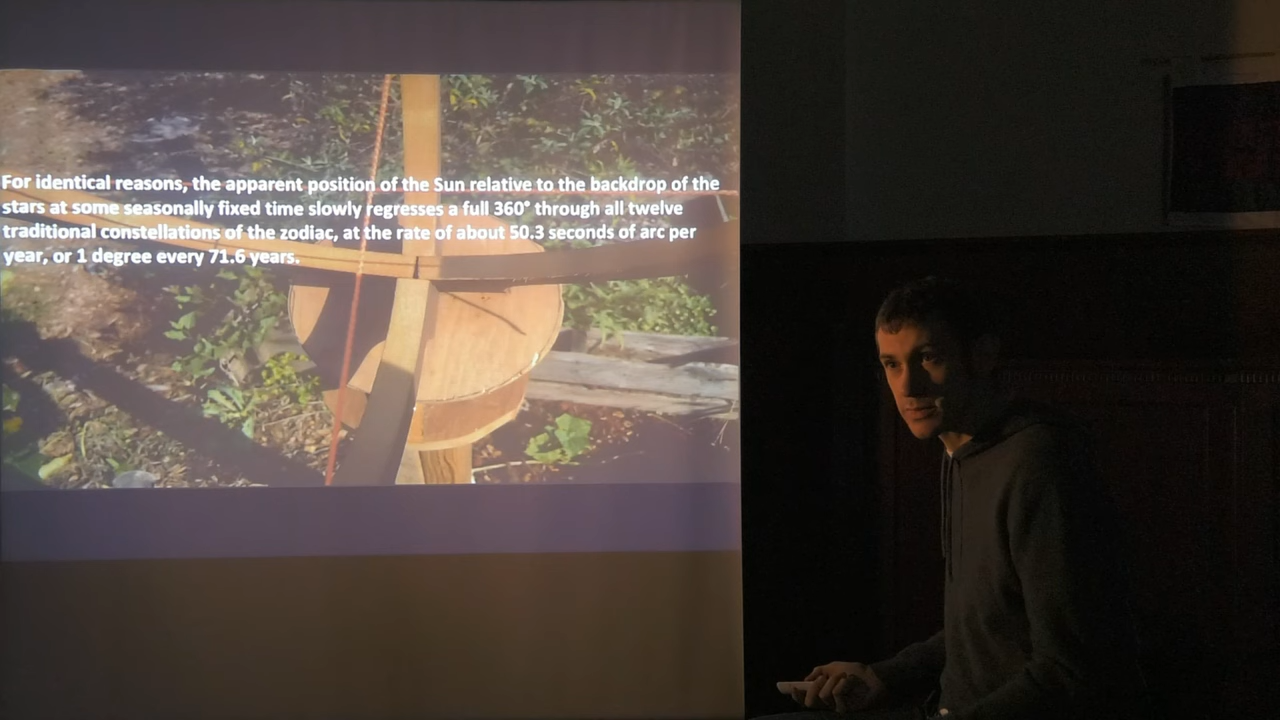 For identical reasons, the apparent position of the Sun relative to the backdrop of the
stars at some seasonally fixed time slowly regresses a full 360° through all twelve
traditional constellations of the zodiac, at the rate of about 50.3 seconds of arc per
year, or 1 degree every 71.6 years.